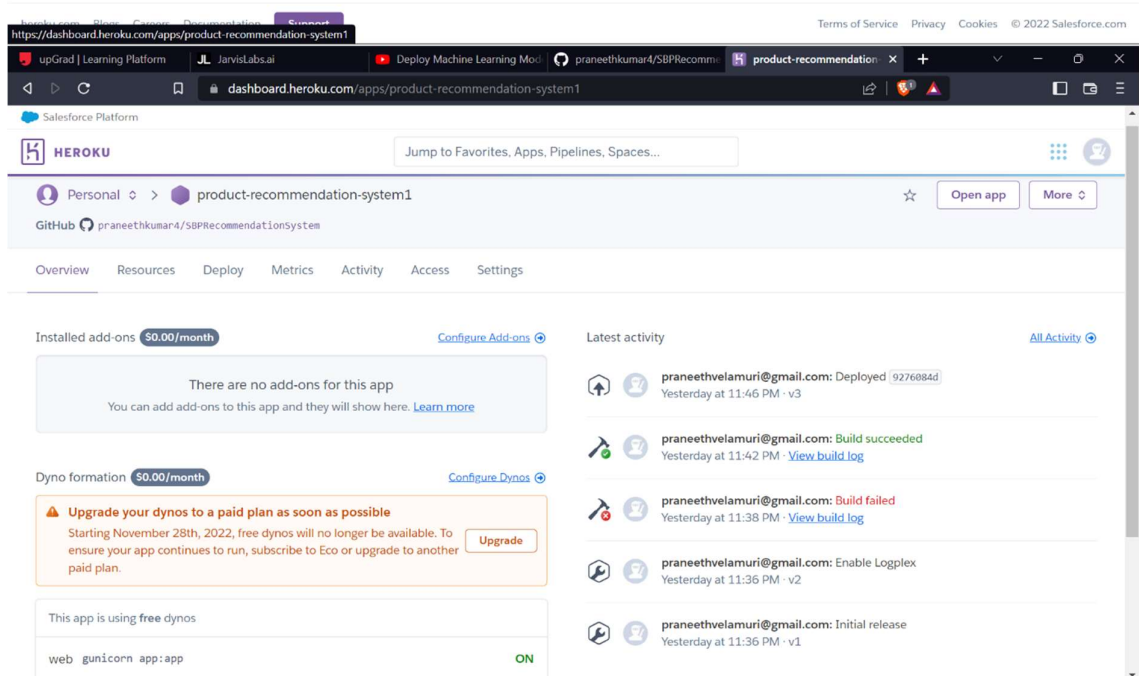 heroku.com Blogs Careers Documentation Support
Terms of Service Privacy Cookies © 2022 Salesforce.com
https://dashboard.heroku.com/apps/product-recommendation-system1
upGrad | Learning Platform
JL JarvisLabs.ai
Deploy Machine Learning Mod
praneethkumar4/SBPRecomme
product-recommendation-
dashboard.heroku.com/apps/product-recommendation-system1
Salesforce Platform
HEROKU
Jump to Favorites, Apps, Pipelines, Spaces...
Personal > product-recommendation-system1
Open app
More
GitHub praneethkumar4/SBPRecommendationSystem
Overview Resources Deploy Metrics Activity Access Settings
Installed add-ons $0.00/month
Configure Add-ons
There are no add-ons for this app
You can add add-ons to this app and they will show here. Learn more
Dyno formation $0.00/month
Configure Dynos
Upgrade your dynos to a paid plan as soon as possible
Starting November 28th, 2022, free dynos will no longer be available. To
ensure your app continues to run, subscribe to Eco or upgrade to another
paid plan.
Upgrade
This app is using free dynos
web gunicorn app:app ON
Latest activity
All Activity
praneethvelamuri@gmail.com: Deployed 9276084d
Yesterday at 11:46 PM · v3
praneethvelamuri@gmail.com: Build succeeded
Yesterday at 11:42 PM · View build log
praneethvelamuri@gmail.com: Build failed
Yesterday at 11:38 PM · View build log
praneethvelamuri@gmail.com: Enable Logplex
Yesterday at 11:36 PM · v2
praneethvelamuri@gmail.com: Initial release
Yesterday at 11:36 PM · v1